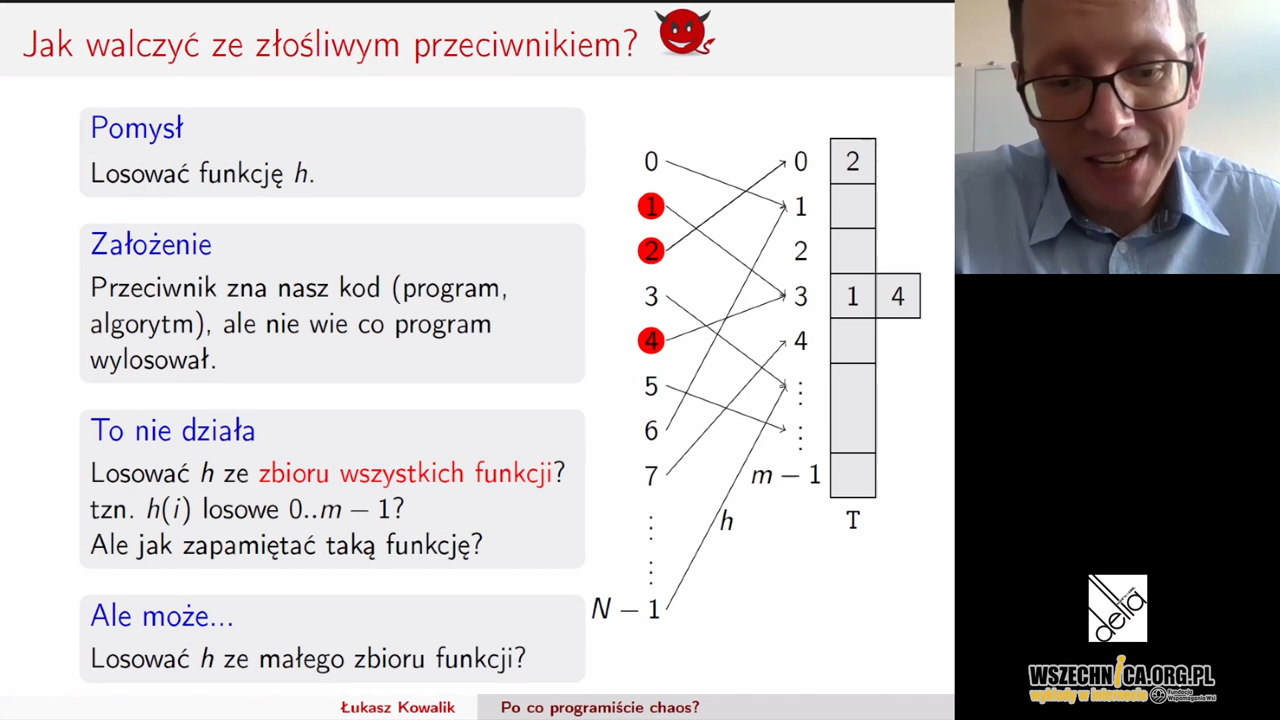 Jak walczyć ze złośliwym przeciwnikiem?
Pomysł
Losować funkcję h.
Założenie
Przeciwnik zna nasz kod (program,
algorytm), ale nie wie co program
wylosował.
To nie działa
Losować h ze zbioru wszystkich funkcji?
tzn. h(i) losowe 0..m − 1?
Ale jak zapamiętać taką funkcję?
Ale może...
Losować h ze małego zbioru funkcji?
0 0 2
1 1
2 2
3 3 1 4
4 4
5 ⋮
6 ⋮
7 m − 1
⋮ h T
⋮
N − 1
Łukasz Kowalik Po co programiście chaos?
delta
WSZECHNICA.ORG.PL
wykłady w internecie
Fundacja
Wspomagania Wsi